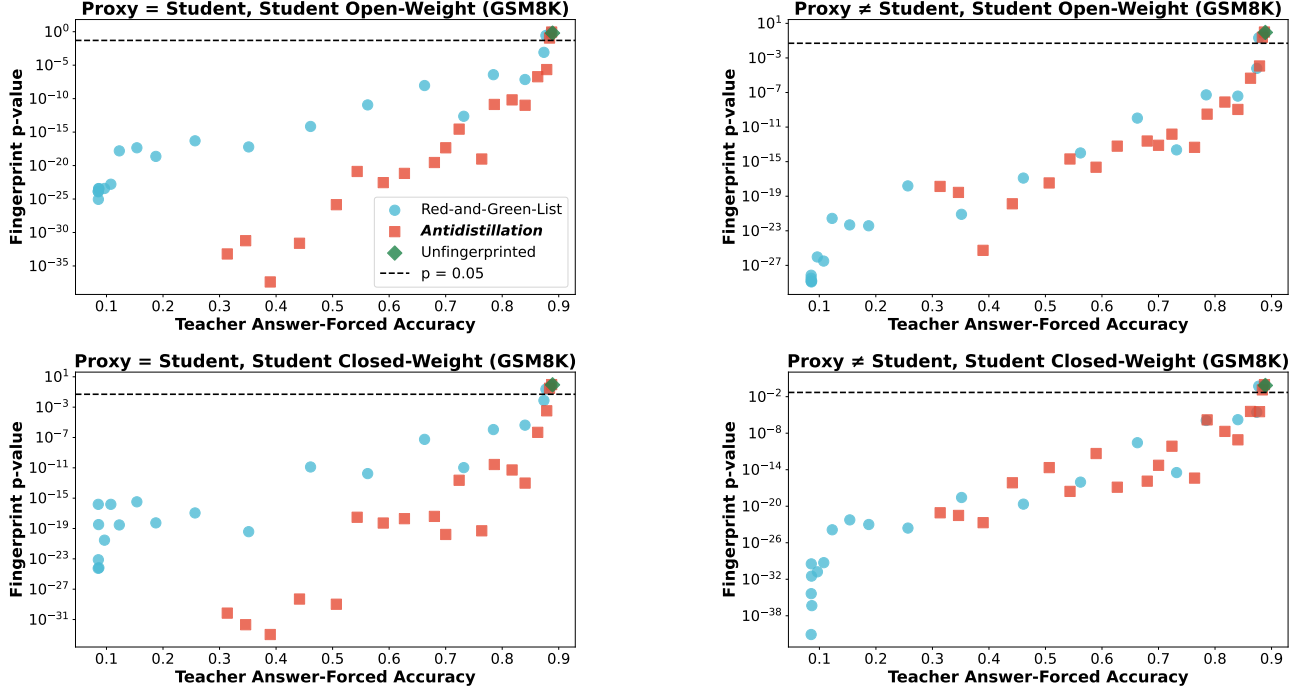 Proxy = Student, Student Open-Weight (GSM8K)
Fingerprint p-value
10⁰
10⁻⁵
10⁻¹⁰
10⁻¹⁵
10⁻²⁰
10⁻²⁵
10⁻³⁰
10⁻³⁵
Red-and-Green-List
Antidistillation
Unfingerprinted
p = 0.05
0.1 0.2 0.3 0.4 0.5 0.6 0.7 0.8 0.9
Teacher Answer-Forced Accuracy
Proxy ≠ Student, Student Open-Weight (GSM8K)
Fingerprint p-value
10¹
10⁻³
10⁻⁷
10⁻¹¹
10⁻¹⁵
10⁻¹⁹
10⁻²³
10⁻²⁷
0.1 0.2 0.3 0.4 0.5 0.6 0.7 0.8 0.9
Teacher Answer-Forced Accuracy
Proxy = Student, Student Closed-Weight (GSM8K)
Fingerprint p-value
10¹
10⁻³
10⁻⁷
10⁻¹¹
10⁻¹⁵
10⁻¹⁹
10⁻²³
10⁻²⁷
10⁻³¹
0.1 0.2 0.3 0.4 0.5 0.6 0.7 0.8 0.9
Teacher Answer-Forced Accuracy
Proxy ≠ Student, Student Closed-Weight (GSM8K)
Fingerprint p-value
10⁻²
10⁻⁸
10⁻¹⁴
10⁻²⁰
10⁻²⁶
10⁻³²
10⁻³⁸
0.1 0.2 0.3 0.4 0.5 0.6 0.7 0.8 0.9
Teacher Answer-Forced Accuracy